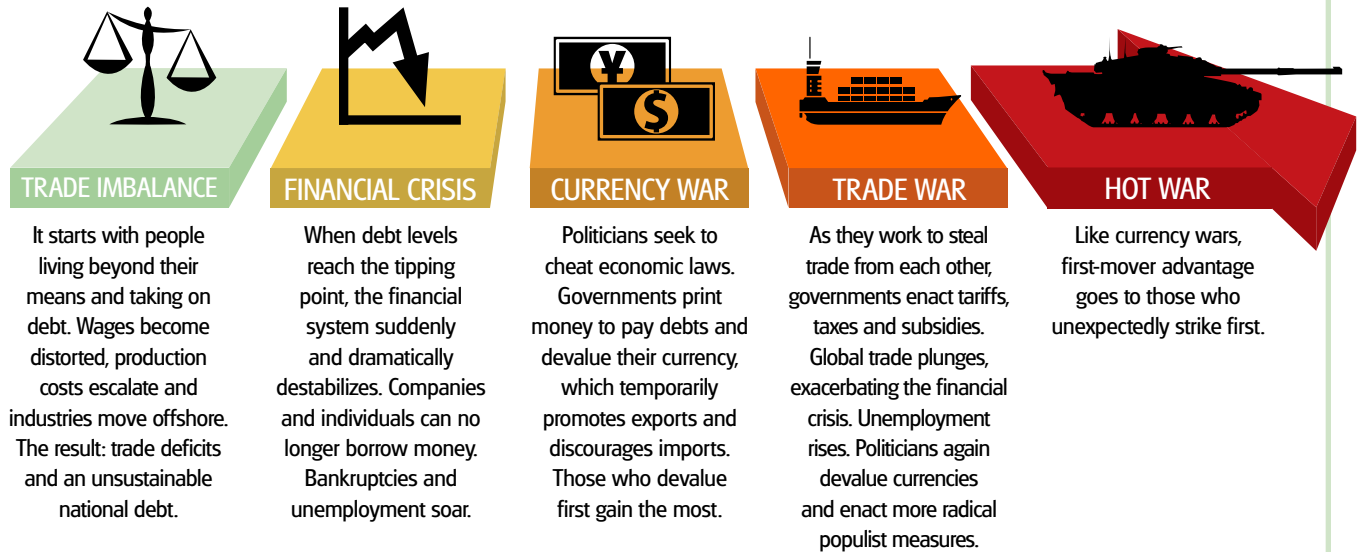 TRADE IMBALANCE
It starts with people
living beyond their
means and taking on
debt. Wages become
distorted, production
costs escalate and
industries move offshore.
The result: trade deficits
and an unsustainable
national debt.
FINANCIAL CRISIS
When debt levels
reach the tipping
point, the financial
system suddenly
and dramatically
destabilizes. Companies
and individuals can no
longer borrow money.
Bankruptcies and
unemployment soar.
¥
$
CURRENCY WAR
Politicians seek to
cheat economic laws.
Governments print
money to pay debts and
devalue their currency,
which temporarily
promotes exports and
discourages imports.
Those who devalue
first gain the most.
TRADE WAR
As they work to steal
trade from each other,
governments enact tariffs,
taxes and subsidies.
Global trade plunges,
exacerbating the financial
crisis. Unemployment
rises. Politicians again
devalue currencies
and enact more radical
populist measures.
HOT WAR
Like currency wars,
first-mover advantage
goes to those who
unexpectedly strike first.